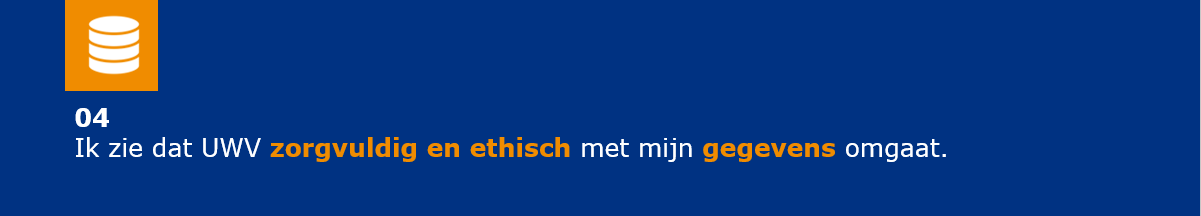 04
Ik zie dat UWV zorgvuldig en ethisch met mijn gegevens omgaat.